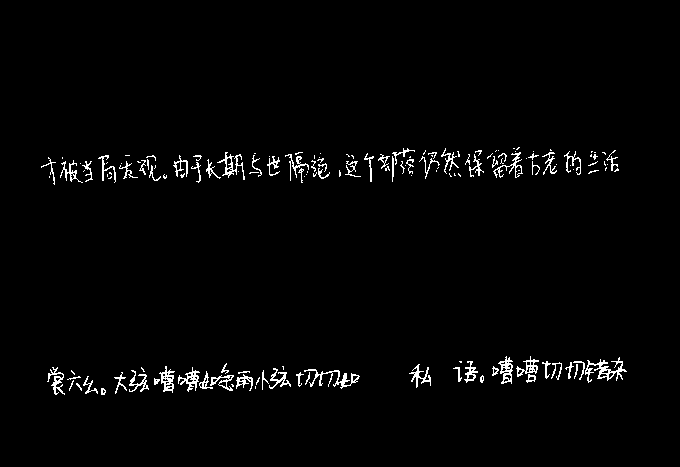 才被当局发现。由于长期与世隔绝,这个部落仍然保留着古老的生活
裳六幺。大弦嘈嘈如急雨小弦切切如 私 语。嘈嘈切切错杂